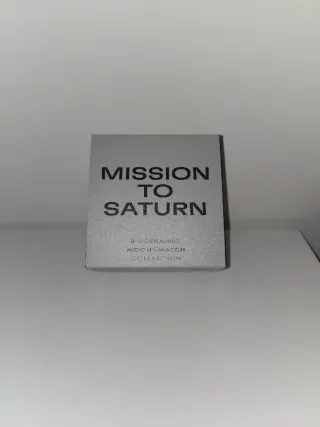 MISSION
TO
SATURN
BIOCERAMIC
MOONSWATCH
COLLECTION